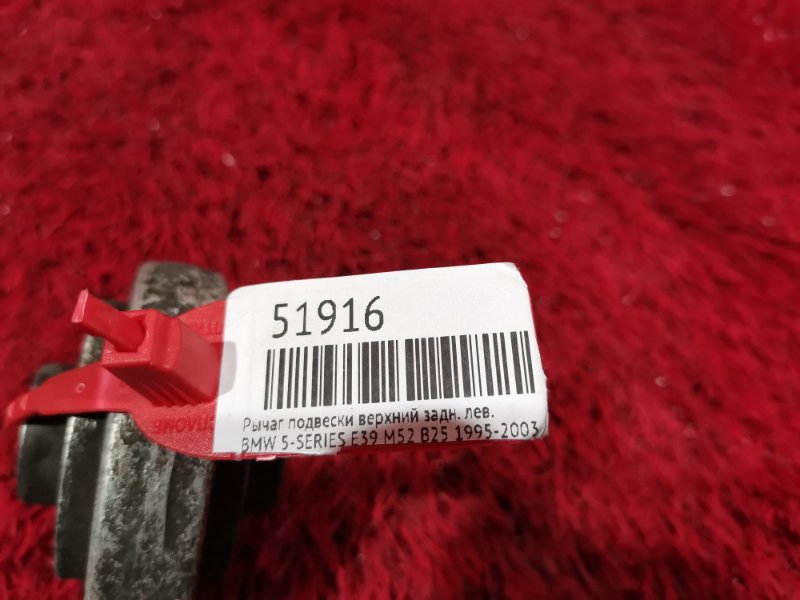 51916
Рычаг подвески верхний задн. лев.
BMW 5-SERIES E39 M52 B25 1995-2003